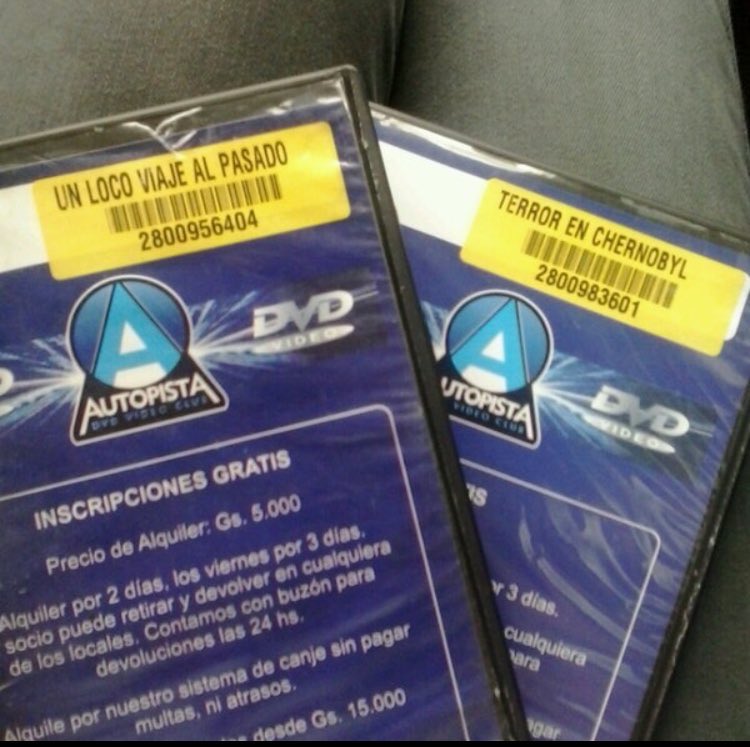 UN LOCO VIAJE AL PASADO
2800956404
DVD
VIDEO
AUTOPISTA
DVD VIDEO CLUB
INSCRIPCIONES GRATIS
Precio de Alquiler: Gs. 5.000
Alquiler por 2 días, los viernes por 3 días.
socio puede retirar y devolver en cualquiera
de los locales. Contamos con buzón para
devoluciones las 24 hs.
Alquile por nuestro sistema de canje sin pagar
multas, ni atrasos.
desde Gs. 15.000
TERROR EN CHERNOBYL
2800983601
DVD
VIDEO
UTOPISTA
VIDEO CLUB
IS
r 3 días.
cualquiera
para
pagar